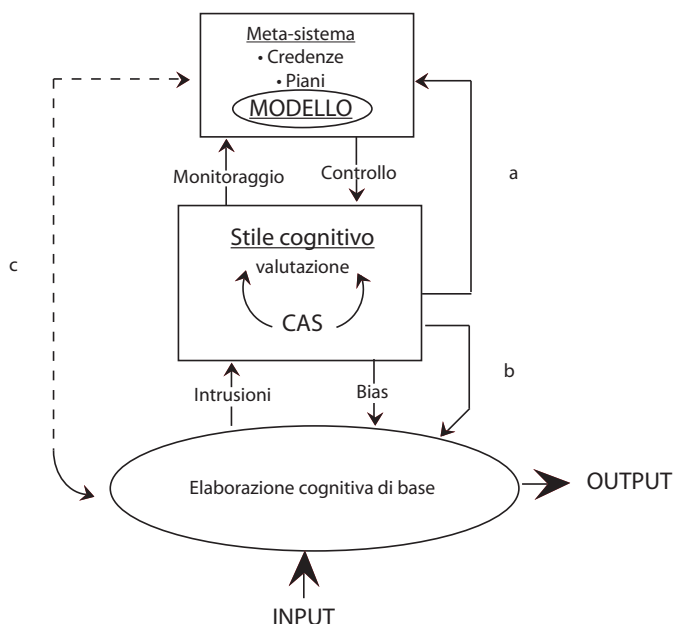 Meta-sistema
• Credenze
• Piani
MODELLO
Monitoraggio
Controllo
a
Stile cognitivo
valutazione
c
CAS
b
Intrusioni
Bias
Elaborazione cognitiva di base
OUTPUT
INPUT